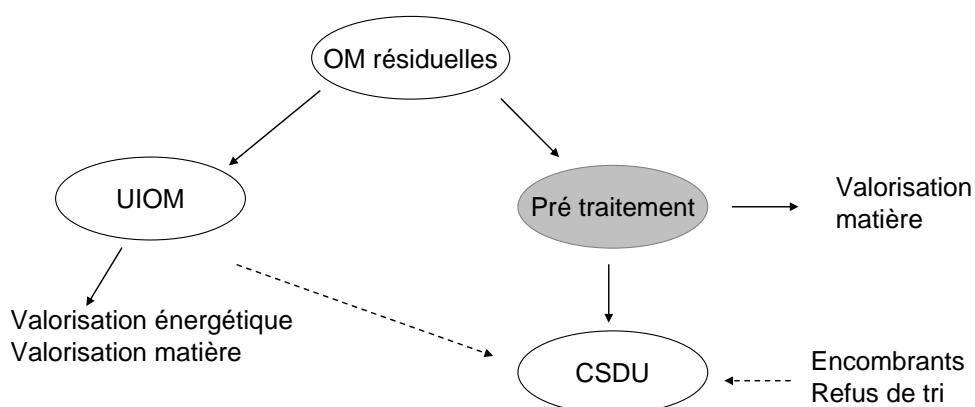 OM résiduelles
UIOM
Pré traitement
Valorisation
matière
Valorisation énergétique
Valorisation matière
CSDU
Encombrants
Refus de tri